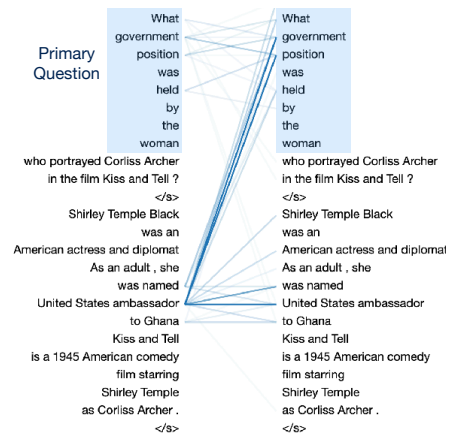 Primary
Question
What
government
position
was
held
by
the
woman
who portrayed Corliss Archer
in the film Kiss and Tell ?
</s>
Shirley Temple Black
was an
American actress and diplomat
As an adult , she
was named
United States ambassador
to Ghana
Kiss and Tell
is a 1945 American comedy
film starring
Shirley Temple
as Corliss Archer .
</s>
What
government
position
was
held
by
the
woman
who portrayed Corliss Archer
in the film Kiss and Tell ?
</s>
Shirley Temple Black
was an
American actress and diplomat
As an adult , she
was named
United States ambassador
to Ghana
Kiss and Tell
is a 1945 American comedy
film starring
Shirley Temple
as Corliss Archer .
</s>